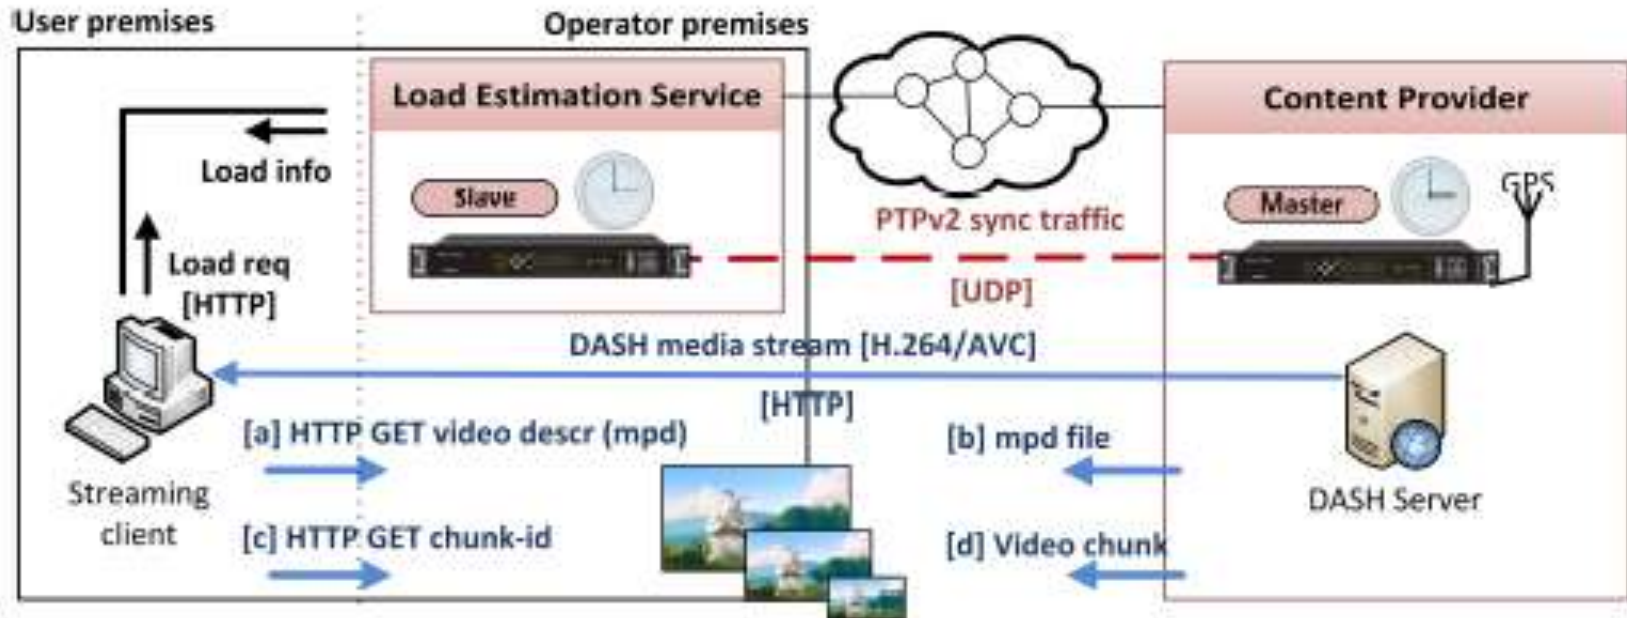 User premises
Operator premises
Load Estimation Service
Content Provider
Load info
Slave
Master
GPS
PTPv2 sync traffic
Load req
[HTTP]
[UDP]
DASH media stream [H.264/AVC]
[HTTP]
[a] HTTP GET video descr (mpd)
[b] mpd file
Streaming
client
DASH Server
[c] HTTP GET chunk-id
[d] Video chunk